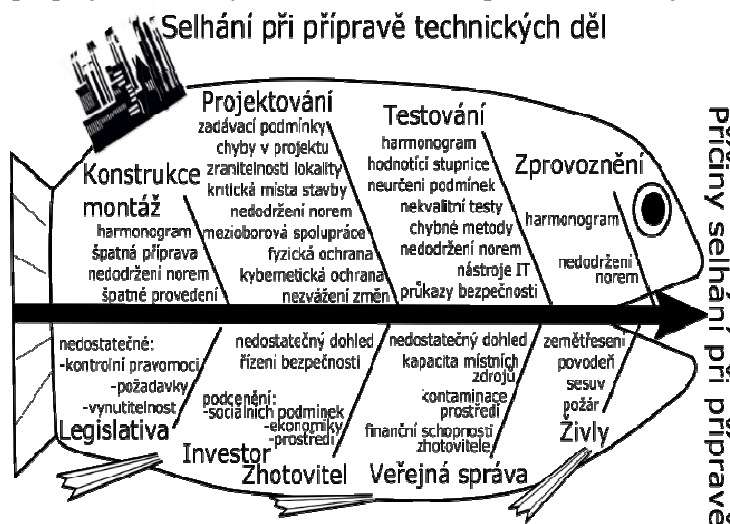 Selhání při přípravě technických děl
Projektování
zadávací podmínky
chyby v projektu
zranitelnosti lokality
kritická místa stavby
nedodržení norem
mezioborová spolupráce
fyzická ochrana
kybernetická ochrana
nezvážení změn
Testování
harmonogram
hodnotící stupnice
neurčení podmínek
nekvalitní testy
chybné metody
nedodržení norem
nástroje IT
průkazy bezpečnosti
Konstrukce
montáž
harmonogram
špatná příprava
nedodržení norem
špatné provedení
Zprovoznění
harmonogram
nedodržení
norem
nedostatečné:
-kontrolní pravomoci
-požadavky
-vynutitelnost
Legislativa
nedostatečný dohled
řízení bezpečnosti
podcenění:
-sociálních podmínek
-ekonomiky
-prostředí
Investor
Zhotovitel
nedostatečný dohled
kapacita místních
zdrojů
kontaminace
prostředí
finanční schopnosti
zhotovitele
Veřejná správa
zemětřesení
povodeň
sesuv
požár
Živly
Příčiny selhání při přípravě